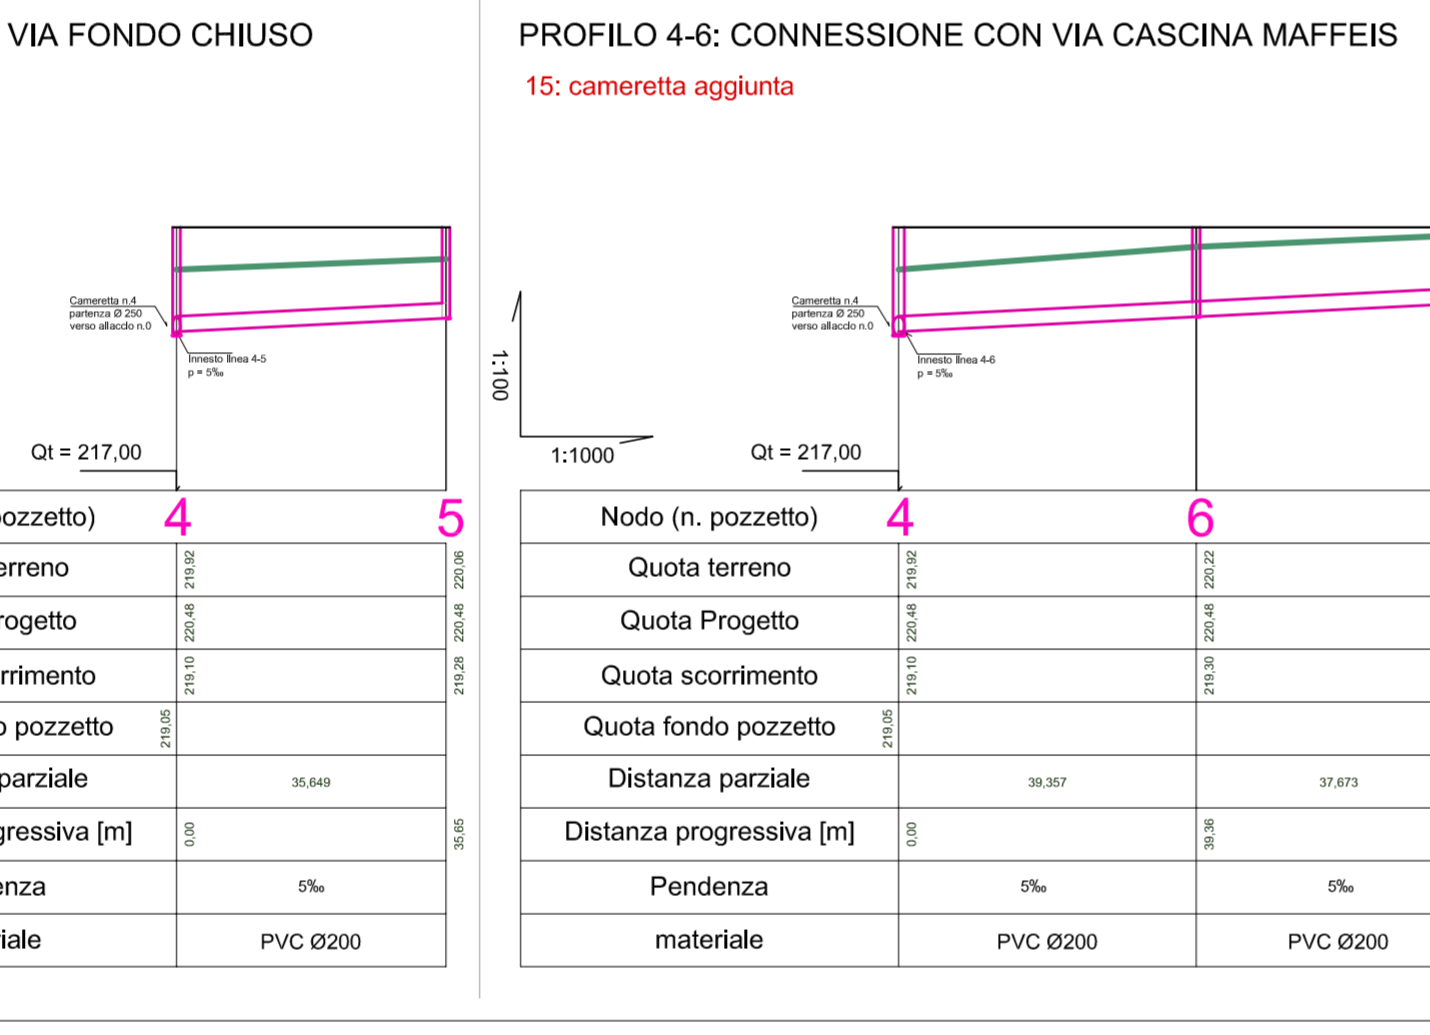 VIA FONDO CHIUSO
Cameretta n.4
partenza Ø 250
verso allaccio n.0
Innesto linea 4-5
p = 5‰
Qt = 217,00
ozzetto) 4 5
erreno 219,92 220,06
rogetto 220,48 220,48
rrimento 219,10 219,28
o pozzetto 219,05
parziale 35,649
gressiva [m] 0,00 35,65
enza 5‰
iale PVC Ø200
PROFILO 4-6: CONNESSIONE CON VIA CASCINA MAFFEIS
15: cameretta aggiunta
1:100
1:1000
Cameretta n.4
partenza Ø 250
verso allaccio n.0
Innesto linea 4-6
p = 5‰
Qt = 217,00
Nodo (n. pozzetto) 4 6
Quota terreno 219,92 220,22
Quota Progetto 220,48 220,48
Quota scorrimento 219,10 219,30
Quota fondo pozzetto 219,05
Distanza parziale 39,357 37,673
Distanza progressiva [m] 0,00 39,36
Pendenza 5‰ 5‰
materiale PVC Ø200 PVC Ø200